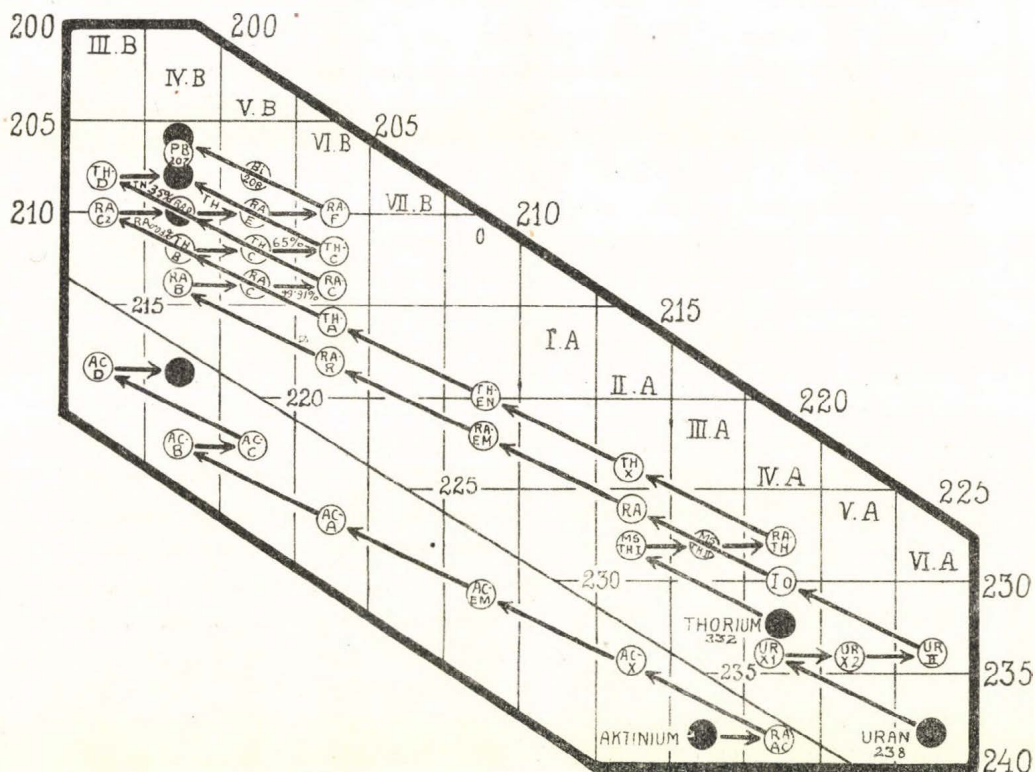 200
200
III.B
IV.B
V.B
VI.B
205
205
PB
207
BI
208
TH-
D
35%
TH
TH
RA D
RA
E
RA-
F
VII.B
210
RA
C2
210
0
TH
B
TH
C
65%
TH-
C
RA
B
RA
C
99.91%
RA-
C
215
TH-
A
I.A
215
RA-
R
AC
D
220
TH-
EN
II.A
220
RA-
EM
III.A
AC-
B
AC-
C
TH
X
IV.A
225
RA
225
V.A
AC-
A
MS
TH I
MS
TH II
RA-
TH
VI.A
230
IO
230
AC-
EM
THORIUM
332
UR
X1
UR
X2
UR
II
AC-
X
235
235
AKTINIUM
RA
AC
URAN
238
240